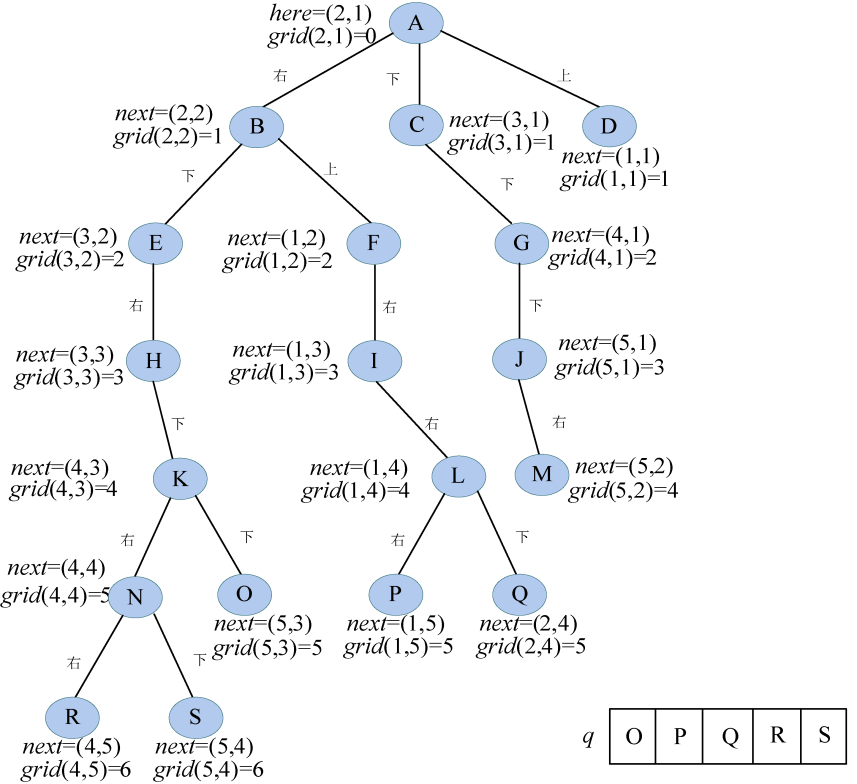 here=(2,1)
grid(2,1)=0
A
右
下
上
next=(2,2)
grid(2,2)=1
B
C
next=(3,1)
grid(3,1)=1
D
next=(1,1)
grid(1,1)=1
下
上
下
next=(3,2)
grid(3,2)=2
E
next=(1,2)
grid(1,2)=2
F
G
next=(4,1)
grid(4,1)=2
右
右
下
next=(3,3)
grid(3,3)=3
H
next=(1,3)
grid(1,3)=3
I
J
next=(5,1)
grid(5,1)=3
下
右
右
next=(4,3)
grid(4,3)=4
K
next=(1,4)
grid(1,4)=4
L
M
next=(5,2)
grid(5,2)=4
右
下
右
下
next=(4,4)
grid(4,4)=5
N
O
next=(5,3)
grid(5,3)=5
P
next=(1,5)
grid(1,5)=5
Q
next=(2,4)
grid(2,4)=5
右
下
R
next=(4,5)
grid(4,5)=6
S
next=(5,4)
grid(5,4)=6
q O P Q R S